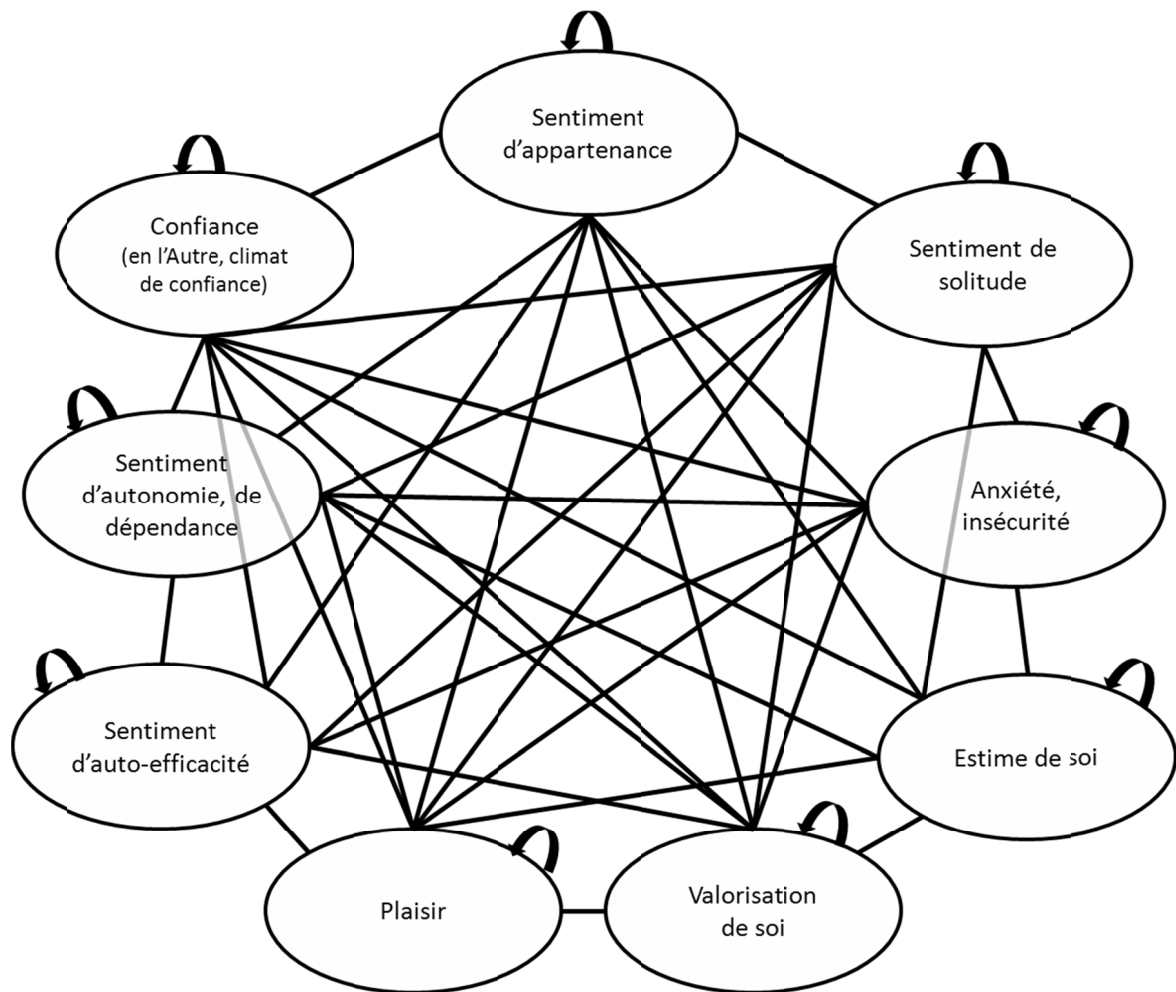 Sentiment
d'appartenance
Confiance
(en l'Autre, climat
de confiance)
Sentiment de
solitude
Sentiment
d'autonomie, de
dépendance
Anxiété,
insécurité
Sentiment
d'auto-efficacité
Estime de soi
Plaisir
Valorisation
de soi